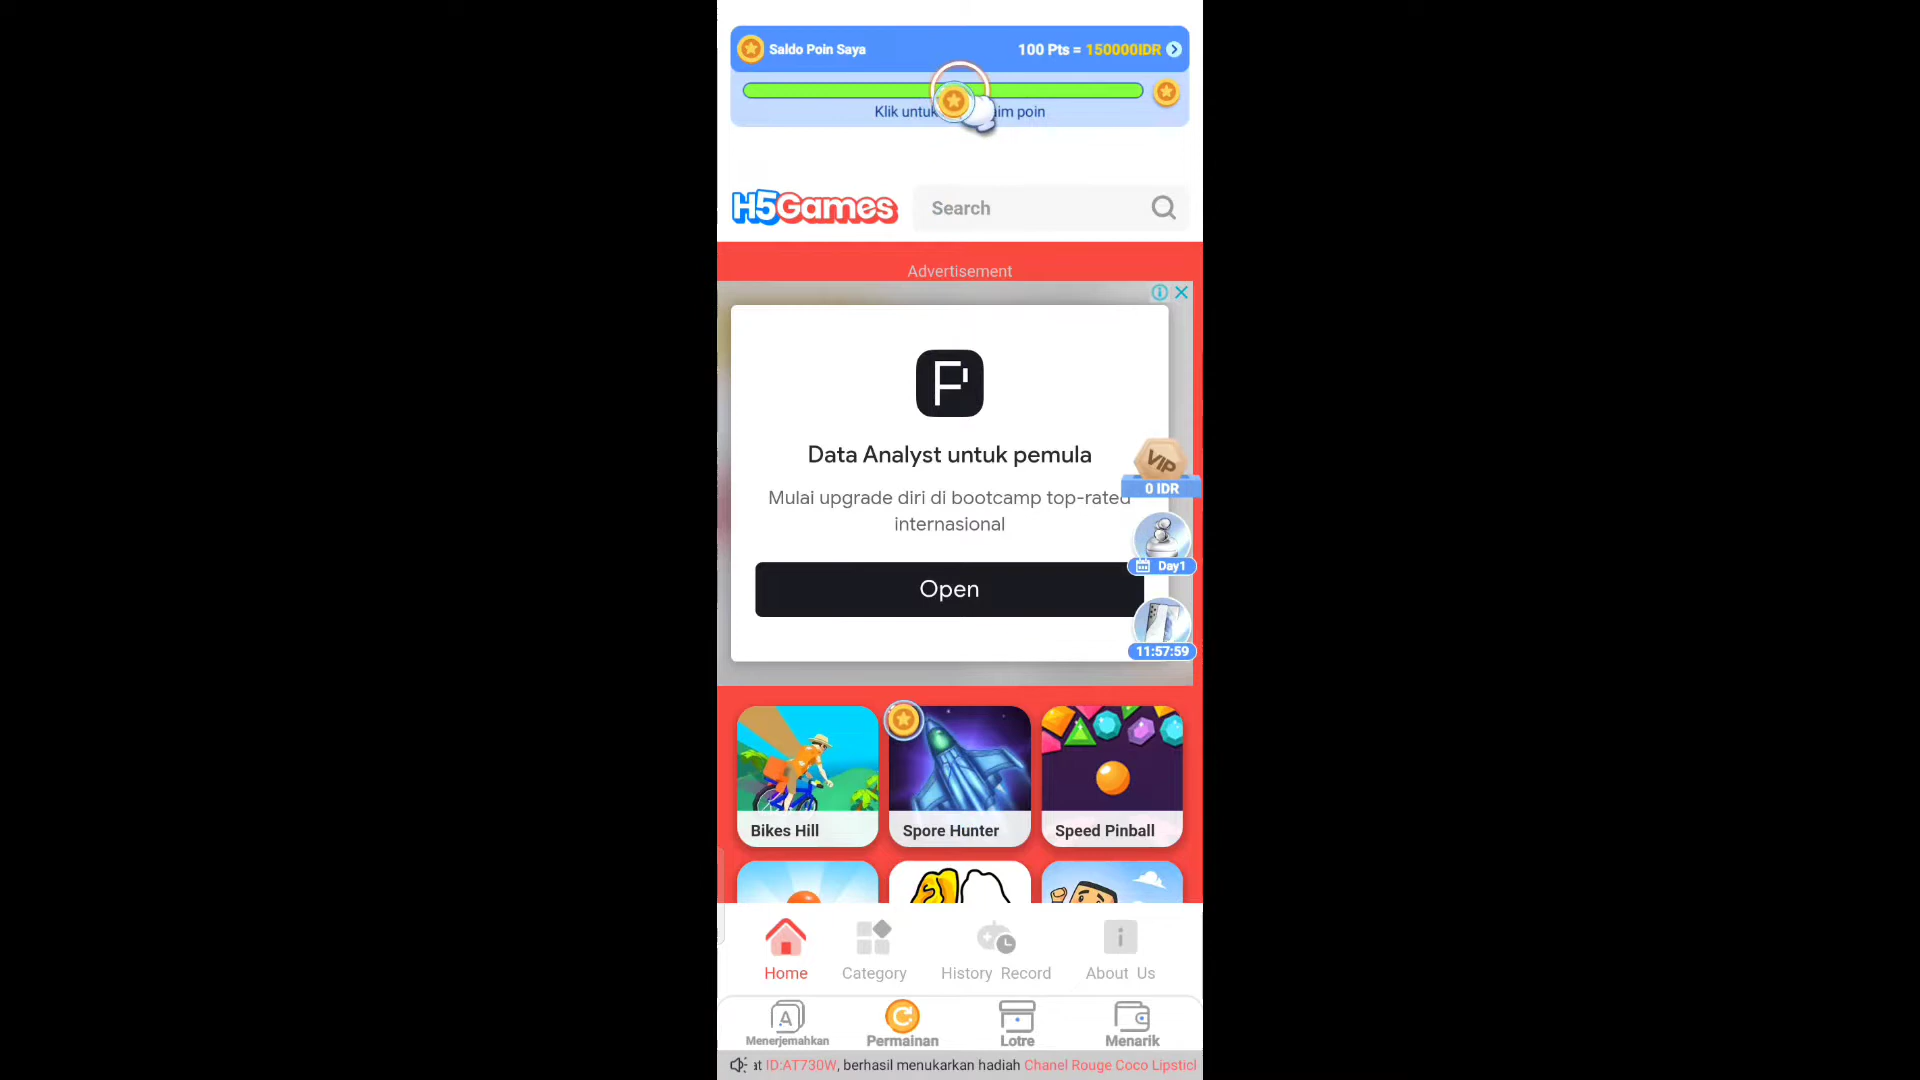 Saldo Poin Saya
100 Pts = 150000IDR
Klik untuk
im poin
H5Games
Search
Advertisement
Data Analyst untuk pemula
Mulai upgrade diri di bootcamp top-rated
internasional
Open
VIP
0 IDR
Day1
11:57:59
Bikes Hill
Spore Hunter
Speed Pinball
Home
Category
History Record
About Us
Menerjemahkan
Permainan
Lotre
Menarik
at ID:AT730W, berhasil menukarkan hadiah Chanel Rouge Coco Lipstick